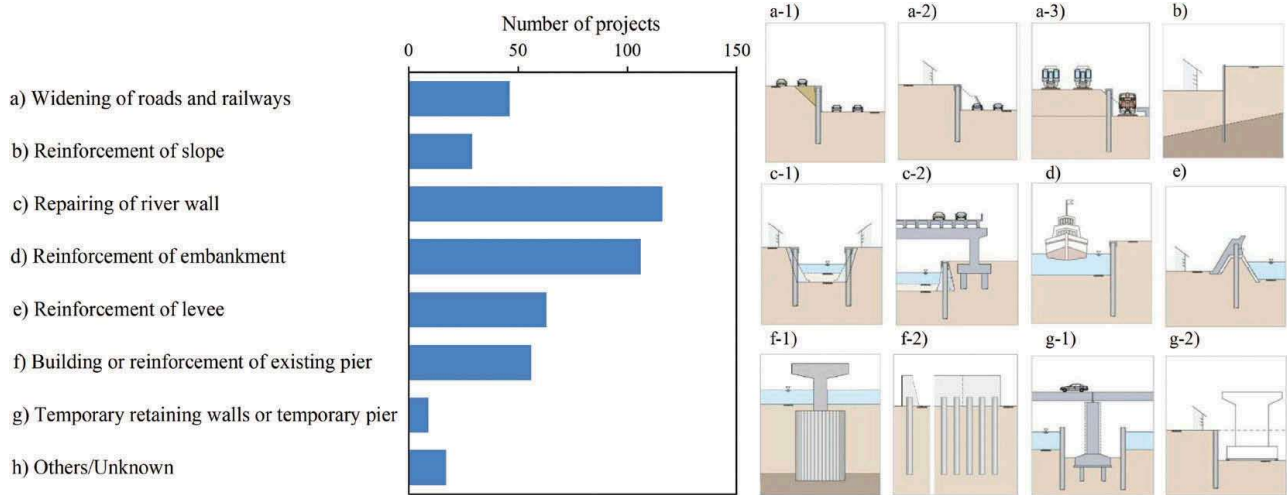 Number of projects
0 50 100 150
a) Widening of roads and railways
b) Reinforcement of slope
c) Repairing of river wall
d) Reinforcement of embankment
e) Reinforcement of levee
f) Building or reinforcement of existing pier
g) Temporary retaining walls or temporary pier
h) Others/Unknown
a-1) a-2) a-3) b)
c-1) c-2) d) e)
f-1) f-2) g-1) g-2)